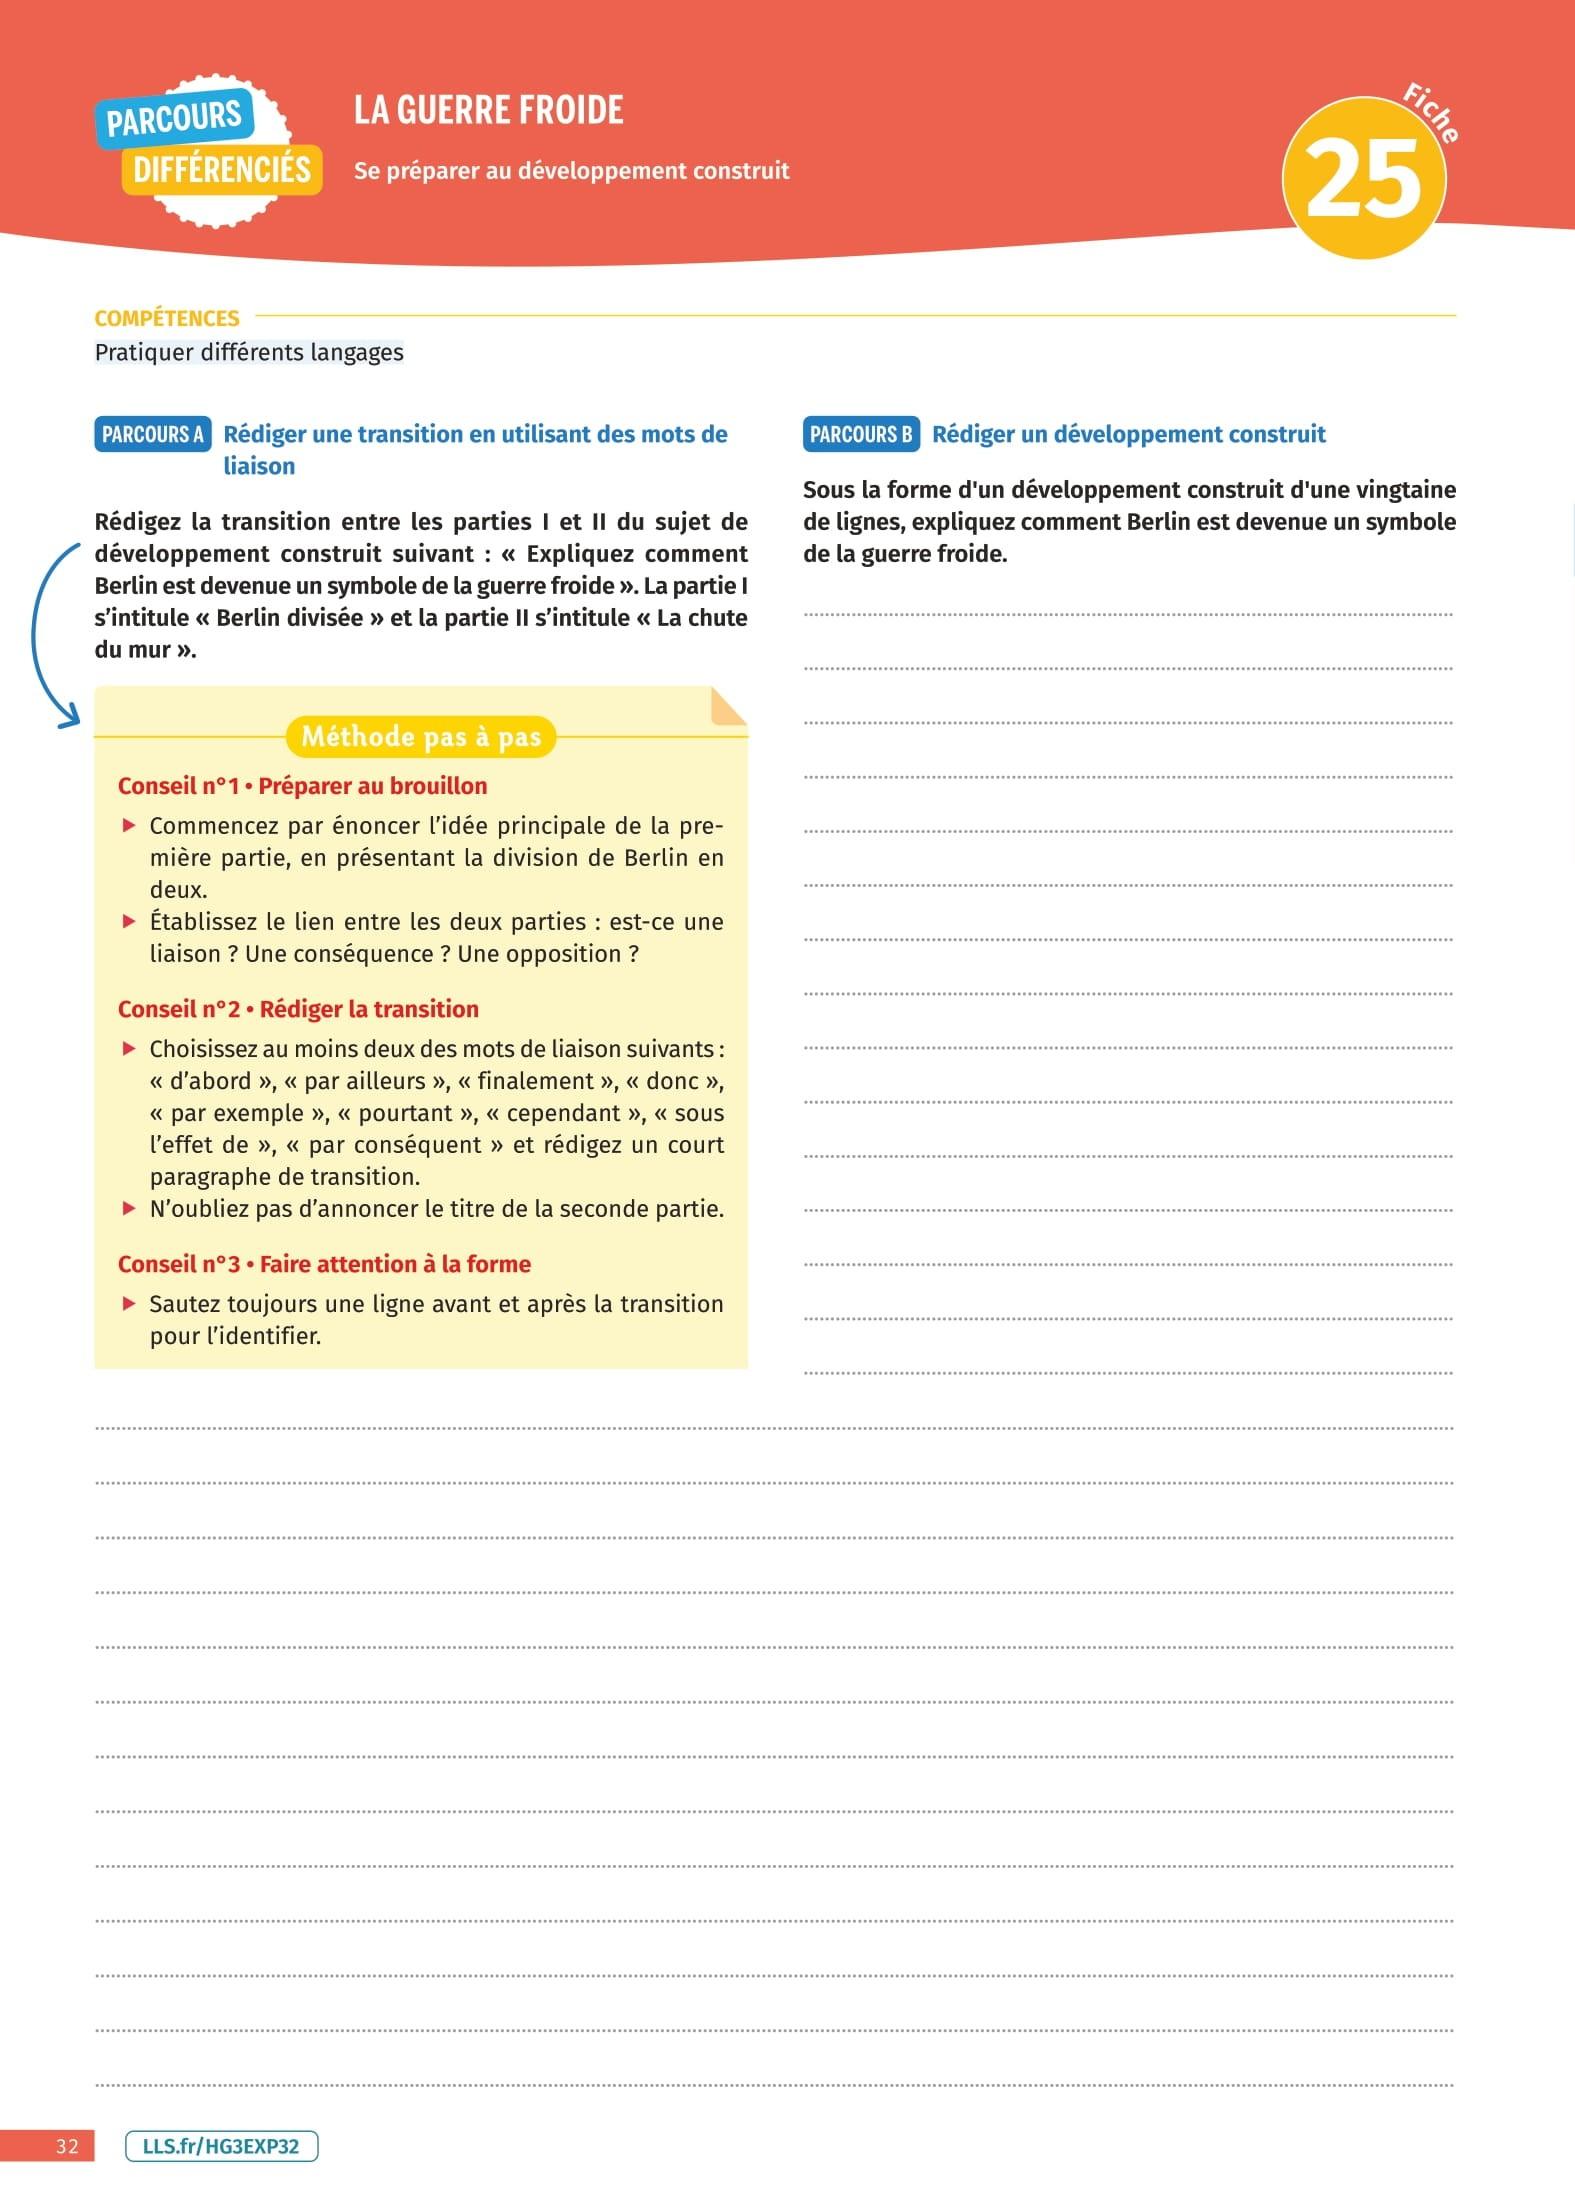 PARCOURS
DIFFÉRENCIÉS
LA GUERRE FROIDE
Se préparer au développement construit
Fiche
25
COMPÉTENCES
Pratiquer différents langages
PARCOURS A Rédiger une transition en utilisant des mots de
liaison
Rédigez la transition entre les parties I et II du sujet de
développement construit suivant : « Expliquez comment
Berlin est devenue un symbole de la guerre froide ». La partie I
s’intitule « Berlin divisée » et la partie II s’intitule « La chute
du mur ».
Méthode pas à pas
Conseil n°1 • Préparer au brouillon
► Commencez par énoncer l’idée principale de la pre-
mière partie, en présentant la division de Berlin en
deux.
► Établissez le lien entre les deux parties : est-ce une
liaison ? Une conséquence ? Une opposition ?
Conseil n°2 • Rédiger la transition
► Choisissez au moins deux des mots de liaison suivants :
« d’abord », « par ailleurs », « finalement », « donc »,
« par exemple », « pourtant », « cependant », « sous
l’effet de », « par conséquent » et rédigez un court
paragraphe de transition.
► N’oubliez pas d’annoncer le titre de la seconde partie.
Conseil n°3 • Faire attention à la forme
► Sautez toujours une ligne avant et après la transition
pour l’identifier.
PARCOURS B Rédiger un développement construit
Sous la forme d'un développement construit d'une vingtaine
de lignes, expliquez comment Berlin est devenue un symbole
de la guerre froide.
32
LLS.fr/HG3EXP32